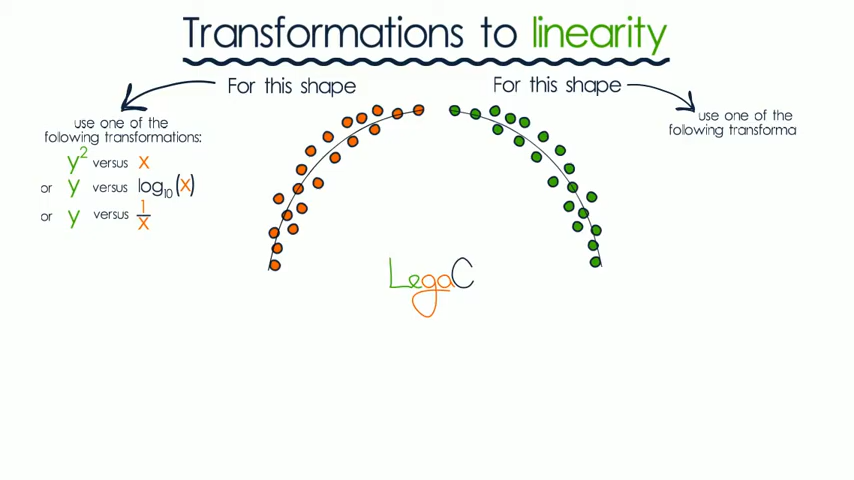 Transformations to linearity
For this shape
For this shape
use one of the
following transformations:
y² versus x
or y versus log₁₀(x)
or y versus 1/x
use one of the
following transforma
LegaC